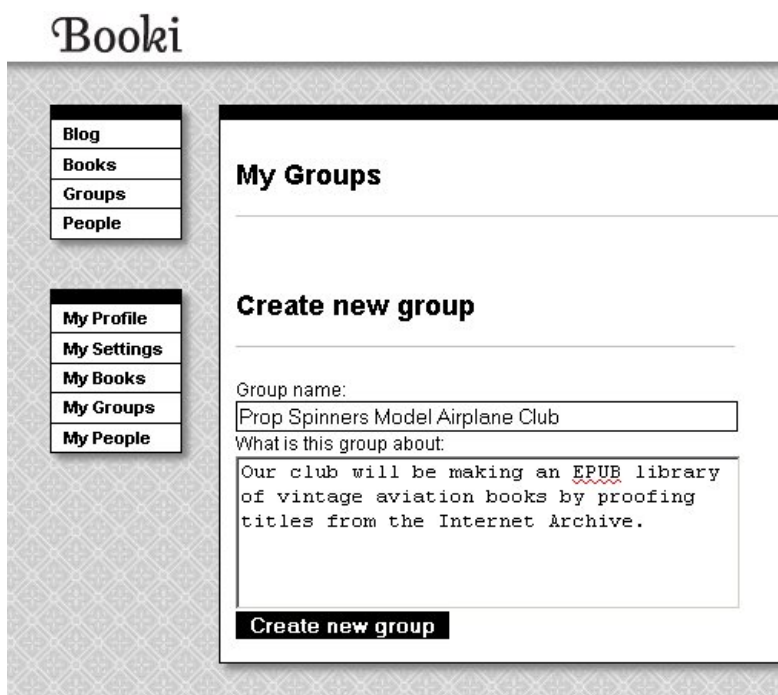 Booki
Blog
Books
Groups
People
My Profile
My Settings
My Books
My Groups
My People
My Groups
Create new group
Group name:
Prop Spinners Model Airplane Club
What is this group about:
Our club will be making an EPUB library
of vintage aviation books by proofing
titles from the Internet Archive.
Create new group